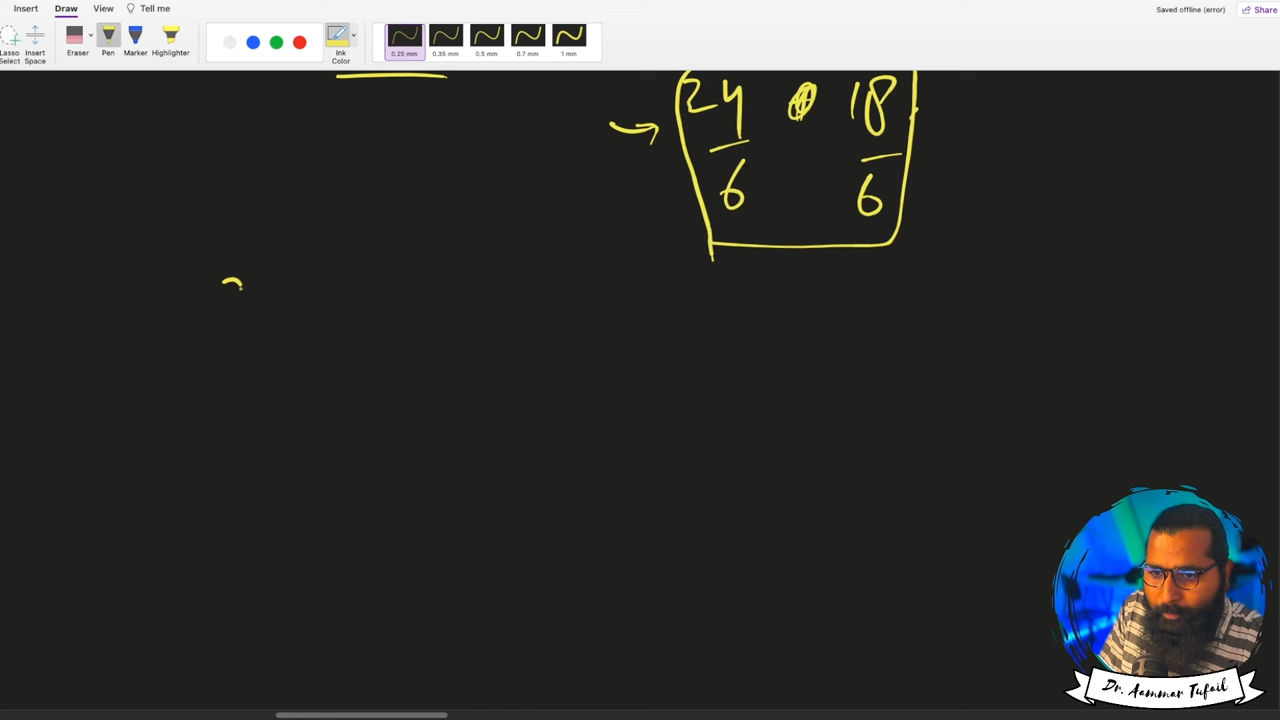 Insert Draw View Tell me
Saved offline (error)
Share
Lasso Select
Insert Space
Eraser
Pen
Marker
Highlighter
Ink Color
0.25 mm
0.35 mm
0.5 mm
0.7 mm
1 mm
24 18
6 6
Dr. Aammar Tufail